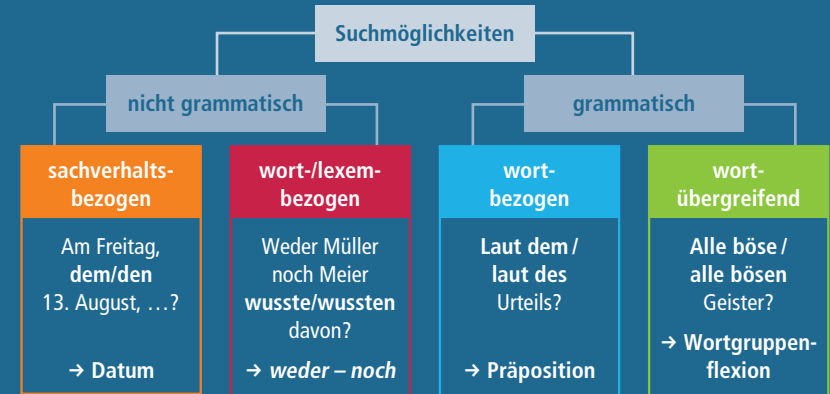 Suchmöglichkeiten
nicht grammatisch
grammatisch
sachverhalts-
bezogen
Am Freitag,
dem/den
13. August, …?
→ Datum
wort-/lexem-
bezogen
Weder Müller
noch Meier
wusste/wussten
davon?
→ weder – noch
wort-
bezogen
Laut dem /
laut des
Urteils?
→ Präposition
wort-
übergreifend
Alle böse /
alle bösen
Geister?
→ Wortgruppen-
flexion